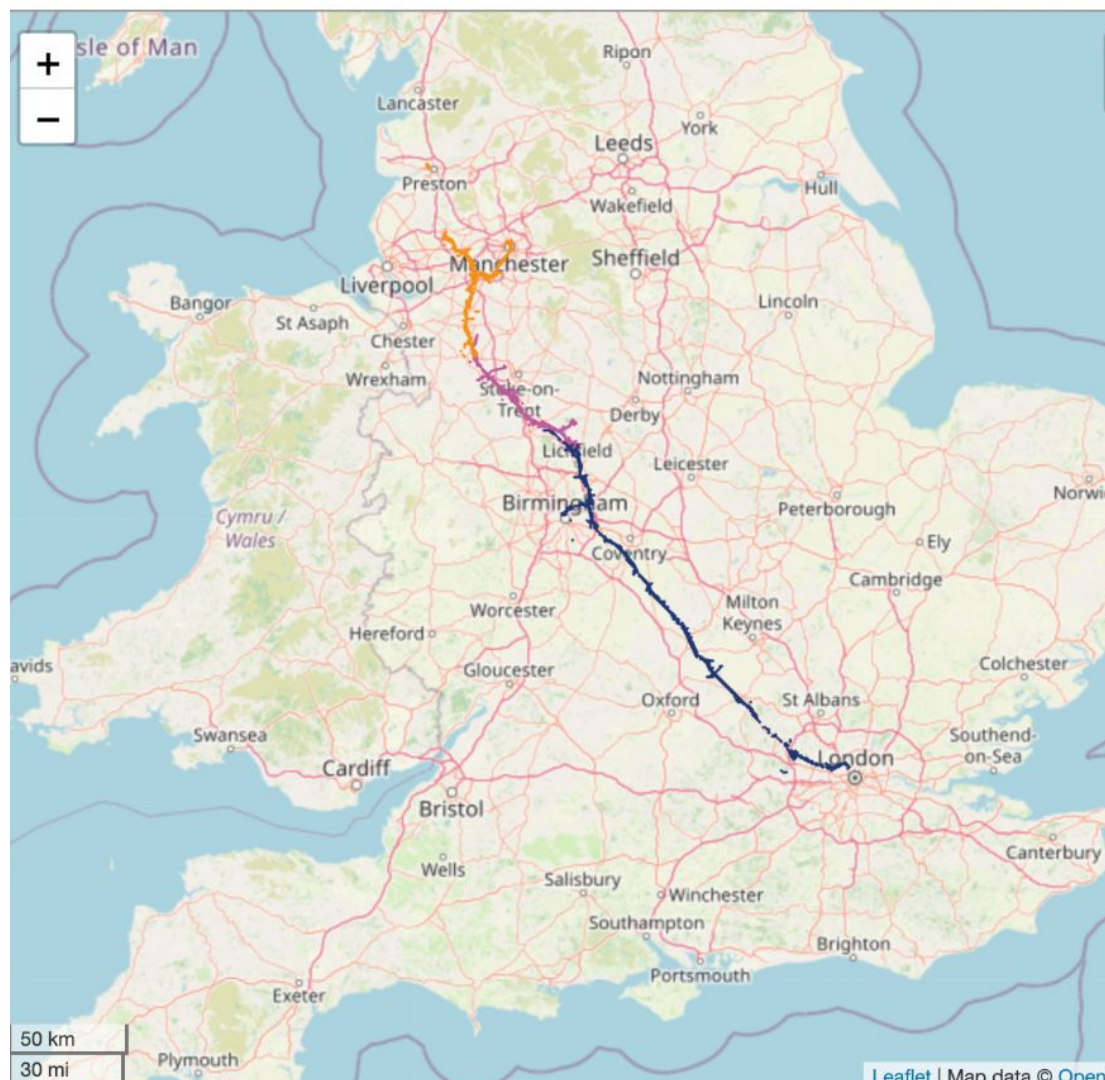 +
sle of Man
−
Ripon
Lancaster
York
Leeds
Preston
Hull
Wakefield
Manchester
Sheffield
Liverpool
Bangor
St Asaph
Lincoln
Chester
Wrexham
Stoke-on-
Trent
Nottingham
Derby
Lichfield
Leicester
Birmingham
Peterborough
Norwi
Cymru /
Wales
Coventry
Ely
Cambridge
Worcester
Milton
Keynes
Hereford
avids
Gloucester
Colchester
Oxford
St Albans
Swansea
Southend-
on-Sea
London
Cardiff
Bristol
Canterbury
Wells
Salisbury
Winchester
Southampton
Brighton
Portsmouth
Exeter
50 km
30 mi
Plymouth
Leaflet | Map data © Open